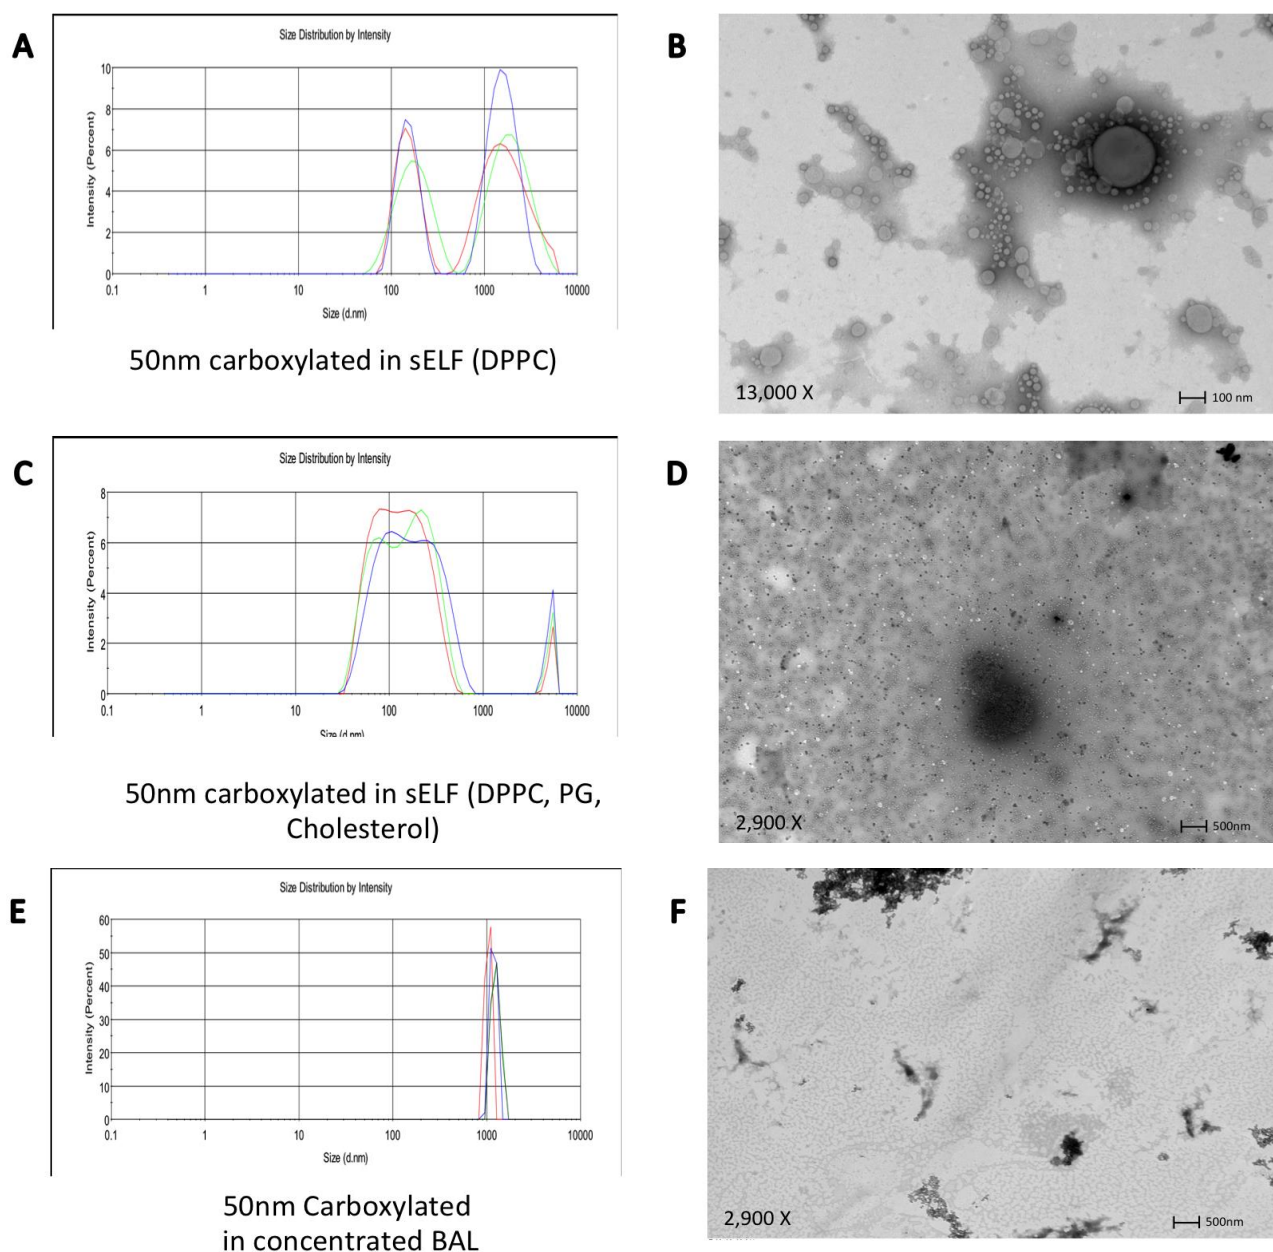 A
Size Distribution by Intensity
10
8
6
4
2
0
Intensity (Percent)
0.1 1 10 100 1000 10000
Size (d.nm)
50nm carboxylated in sELF (DPPC)
B
13,000 X
100 nm
C
Size Distribution by Intensity
8
6
4
2
0
Intensity (Percent)
1 10 100 1000 10000
Size (d.nm)
50nm carboxylated in sELF (DPPC, PG,
Cholesterol)
D
2,900 X
500nm
E
Size Distribution by Intensity
60
50
40
30
20
10
0
Intensity (Percent)
0.1 1 10 100 1000 10000
Size (d.nm)
50nm Carboxylated
in concentrated BAL
F
2,900 X
500nm